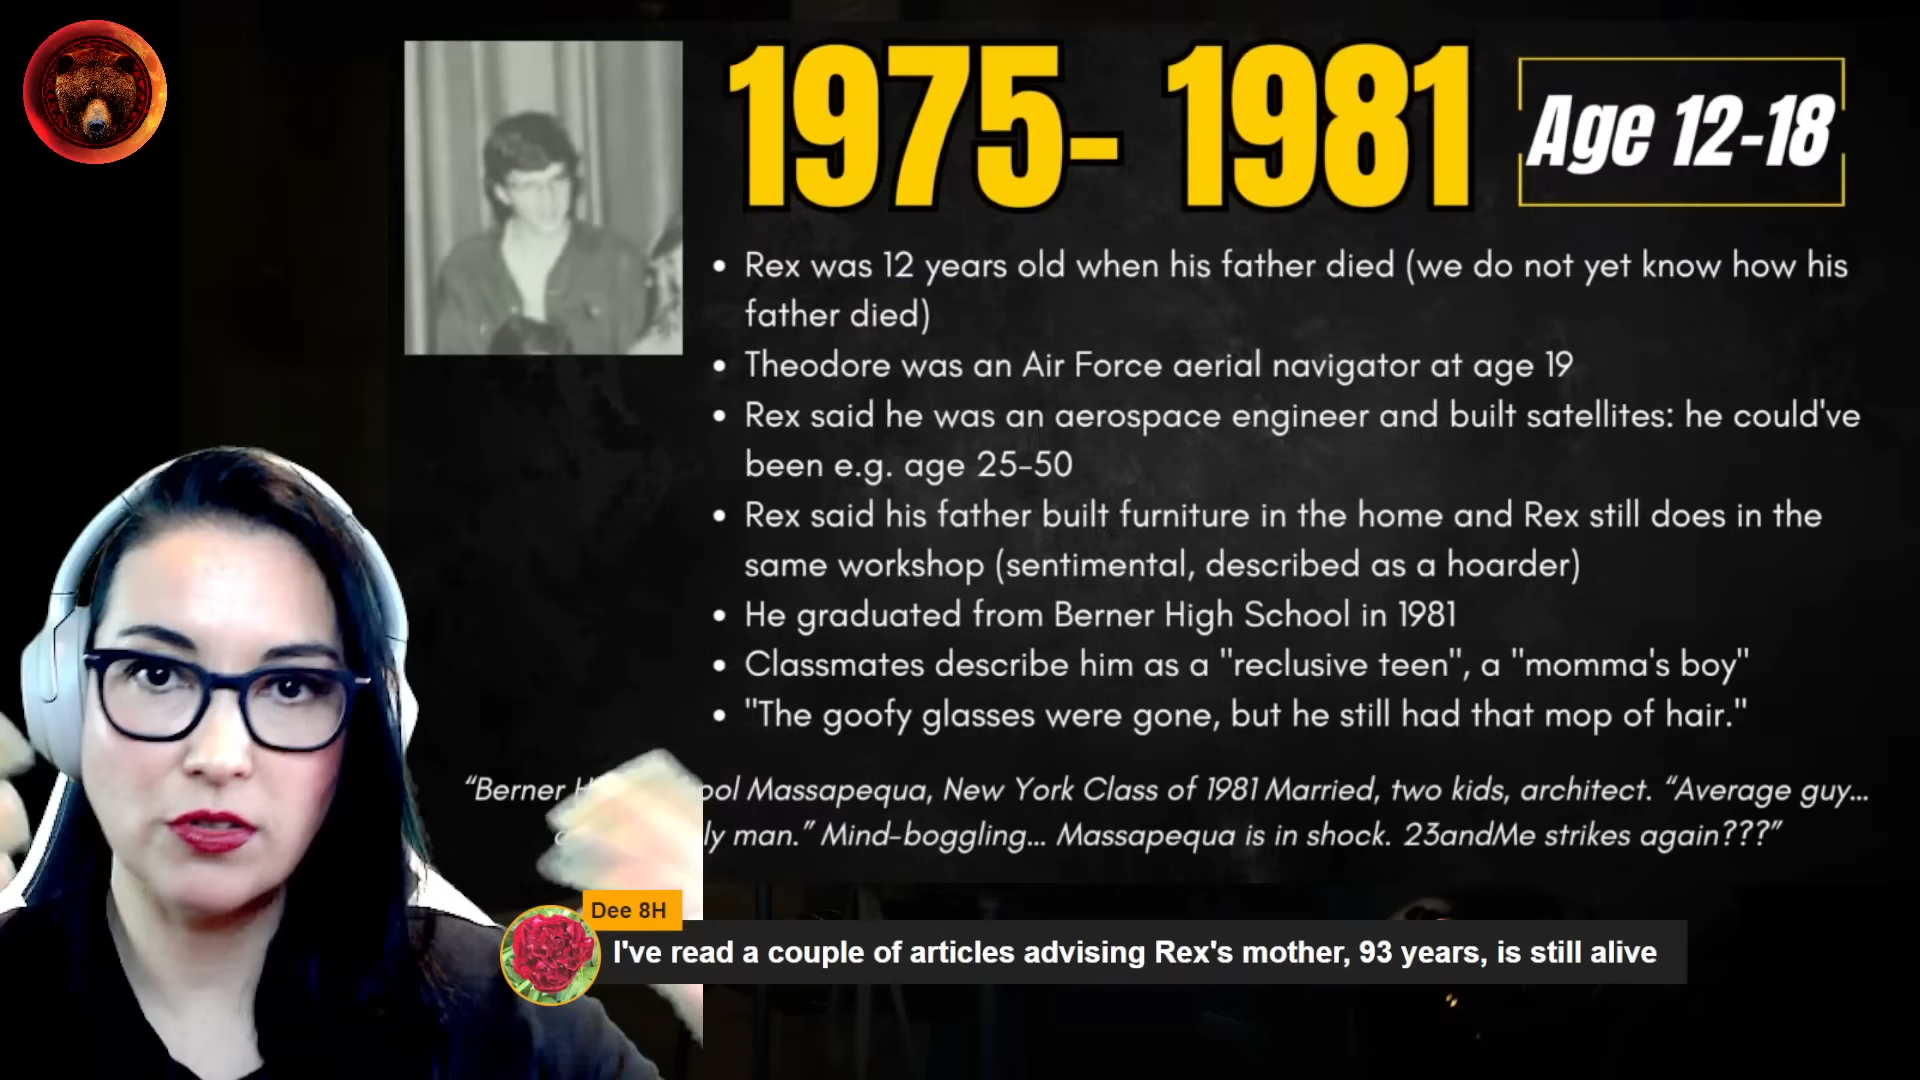 1975- 1981
Age 12-18
• Rex was 12 years old when his father died (we do not yet know how his
father died)
• Theodore was an Air Force aerial navigator at age 19
• Rex said he was an aerospace engineer and built satellites: he could've
been e.g. age 25-50
• Rex said his father built furniture in the home and Rex still does in the
same workshop (sentimental, described as a hoarder)
• He graduated from Berner High School in 1981
• Classmates describe him as a "reclusive teen", a "momma's boy"
• "The goofy glasses were gone, but he still had that mop of hair."
“Berner ool Massapequa, New York Class of 1981 Married, two kids, architect. “Average guy...
ly man.” Mind-boggling... Massapequa is in shock. 23andMe strikes again???”
Dee 8H
I've read a couple of articles advising Rex's mother, 93 years, is still alive